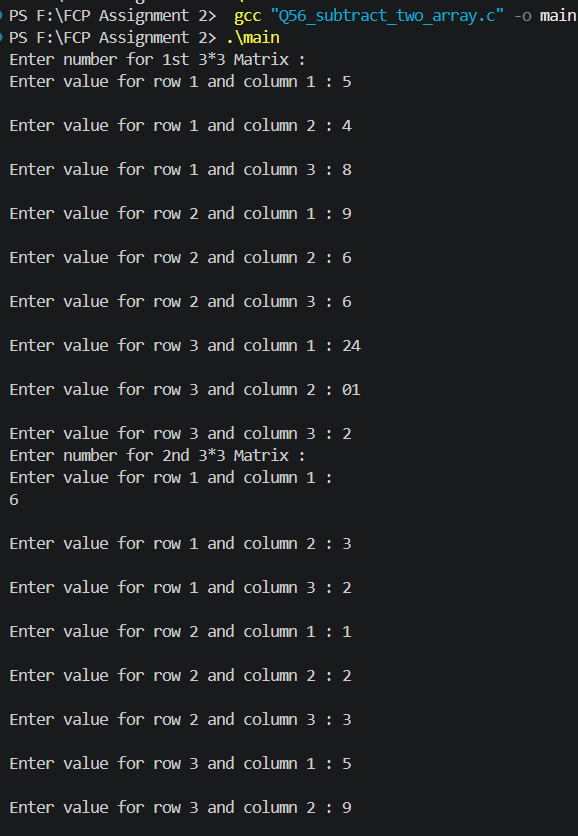 PS F:\FCP Assignment 2>  gcc "Q56_subtract_two_array.c" -o main
PS F:\FCP Assignment 2> .\main
Enter number for 1st 3*3 Matrix :
Enter value for row 1 and column 1 : 5
Enter value for row 1 and column 2 : 4
Enter value for row 1 and column 3 : 8
Enter value for row 2 and column 1 : 9
Enter value for row 2 and column 2 : 6
Enter value for row 2 and column 3 : 6
Enter value for row 3 and column 1 : 24
Enter value for row 3 and column 2 : 01
Enter value for row 3 and column 3 : 2
Enter number for 2nd 3*3 Matrix :
Enter value for row 1 and column 1 :
6
Enter value for row 1 and column 2 : 3
Enter value for row 1 and column 3 : 2
Enter value for row 2 and column 1 : 1
Enter value for row 2 and column 2 : 2
Enter value for row 2 and column 3 : 3
Enter value for row 3 and column 1 : 5
Enter value for row 3 and column 2 : 9